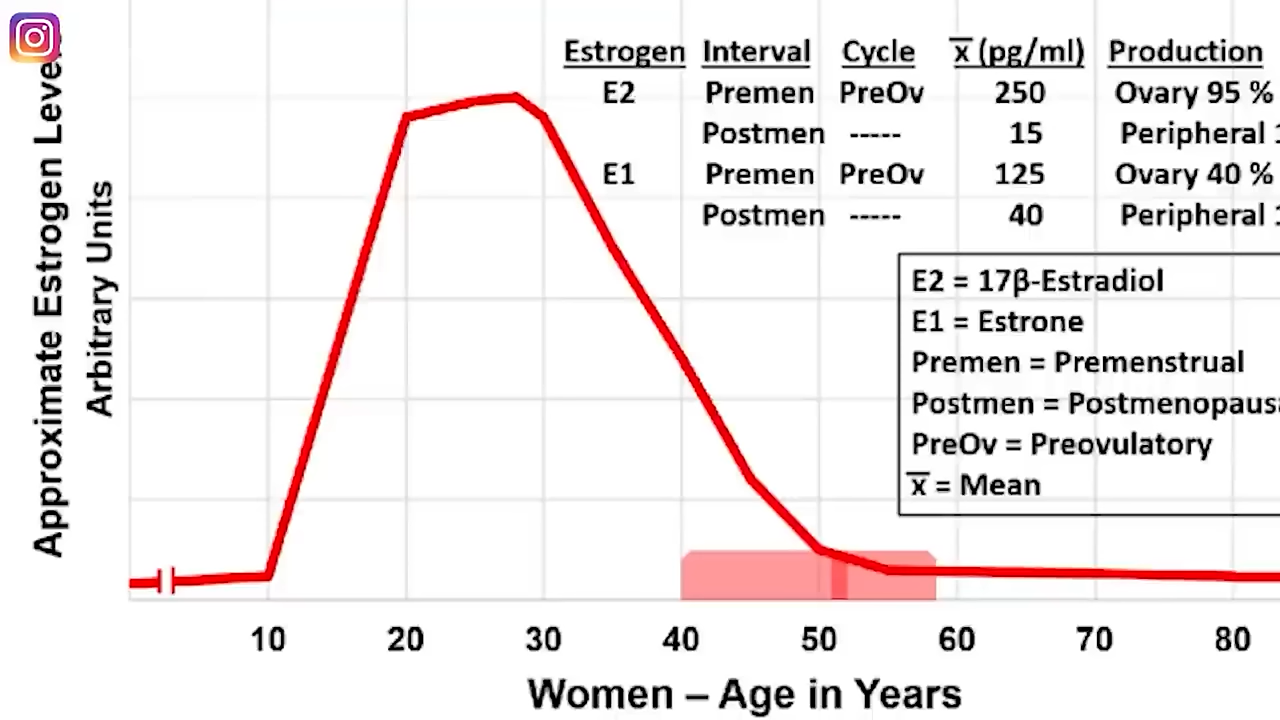 Approximate Estrogen Level
Arbitrary Units
Estrogen Interval Cycle x̅ (pg/ml) Production
E2 Premen PreOv 250 Ovary 95 %
Postmen ----- 15 Peripheral
E1 Premen PreOv 125 Ovary 40 %
Postmen ----- 40 Peripheral
E2 = 17β-Estradiol
E1 = Estrone
Premen = Premenstrual
Postmen =
PreOv = Preovulatory
x̅ = Mean
10 20 30 40 50 60 70 80
Women – Age in Years